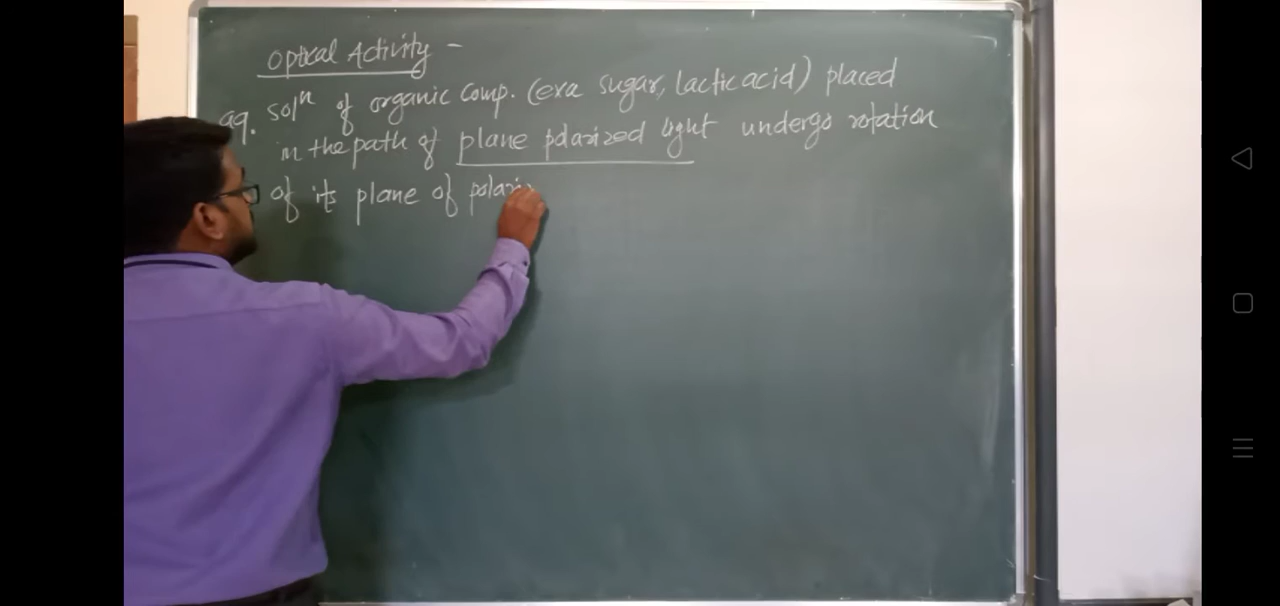 Optical Activity -
aq. solⁿ of organic comp. (exa sugar, lactic acid) placed
in the path of plane polarized light undergo rotation
of its plane of polariz